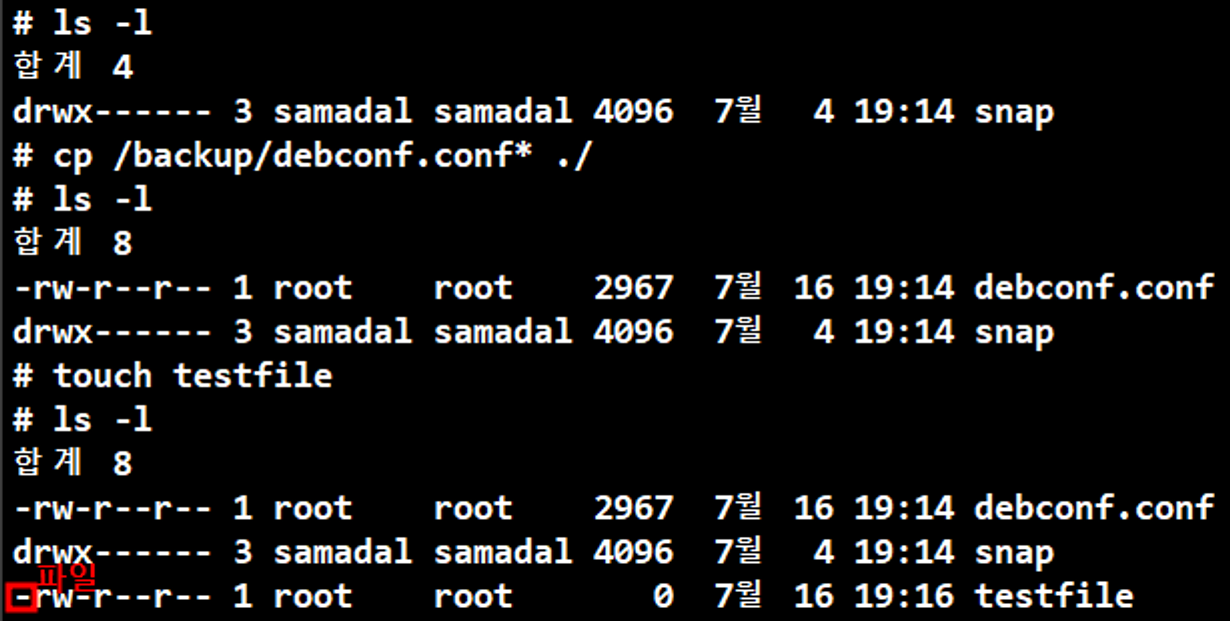 # ls -l
합계 4
drwx------ 3 samadal samadal 4096  7월  4 19:14 snap
# cp /backup/debconf.conf* ./
# ls -l
합계 8
-rw-r--r-- 1 root    root    2967  7월 16 19:14 debconf.conf
drwx------ 3 samadal samadal 4096  7월  4 19:14 snap
# touch testfile
# ls -l
합계 8
-rw-r--r-- 1 root    root    2967  7월 16 19:14 debconf.conf
drwx------ 3 samadal samadal 4096  7월  4 19:14 snap
파일
-rw-r--r-- 1 root    root       0  7월 16 19:16 testfile